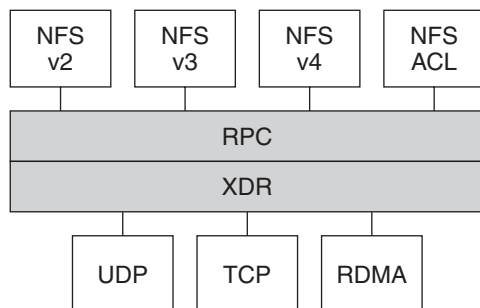 NFS
v2
NFS
v3
NFS
v4
NFS
ACL
RPC
XDR
UDP
TCP
RDMA